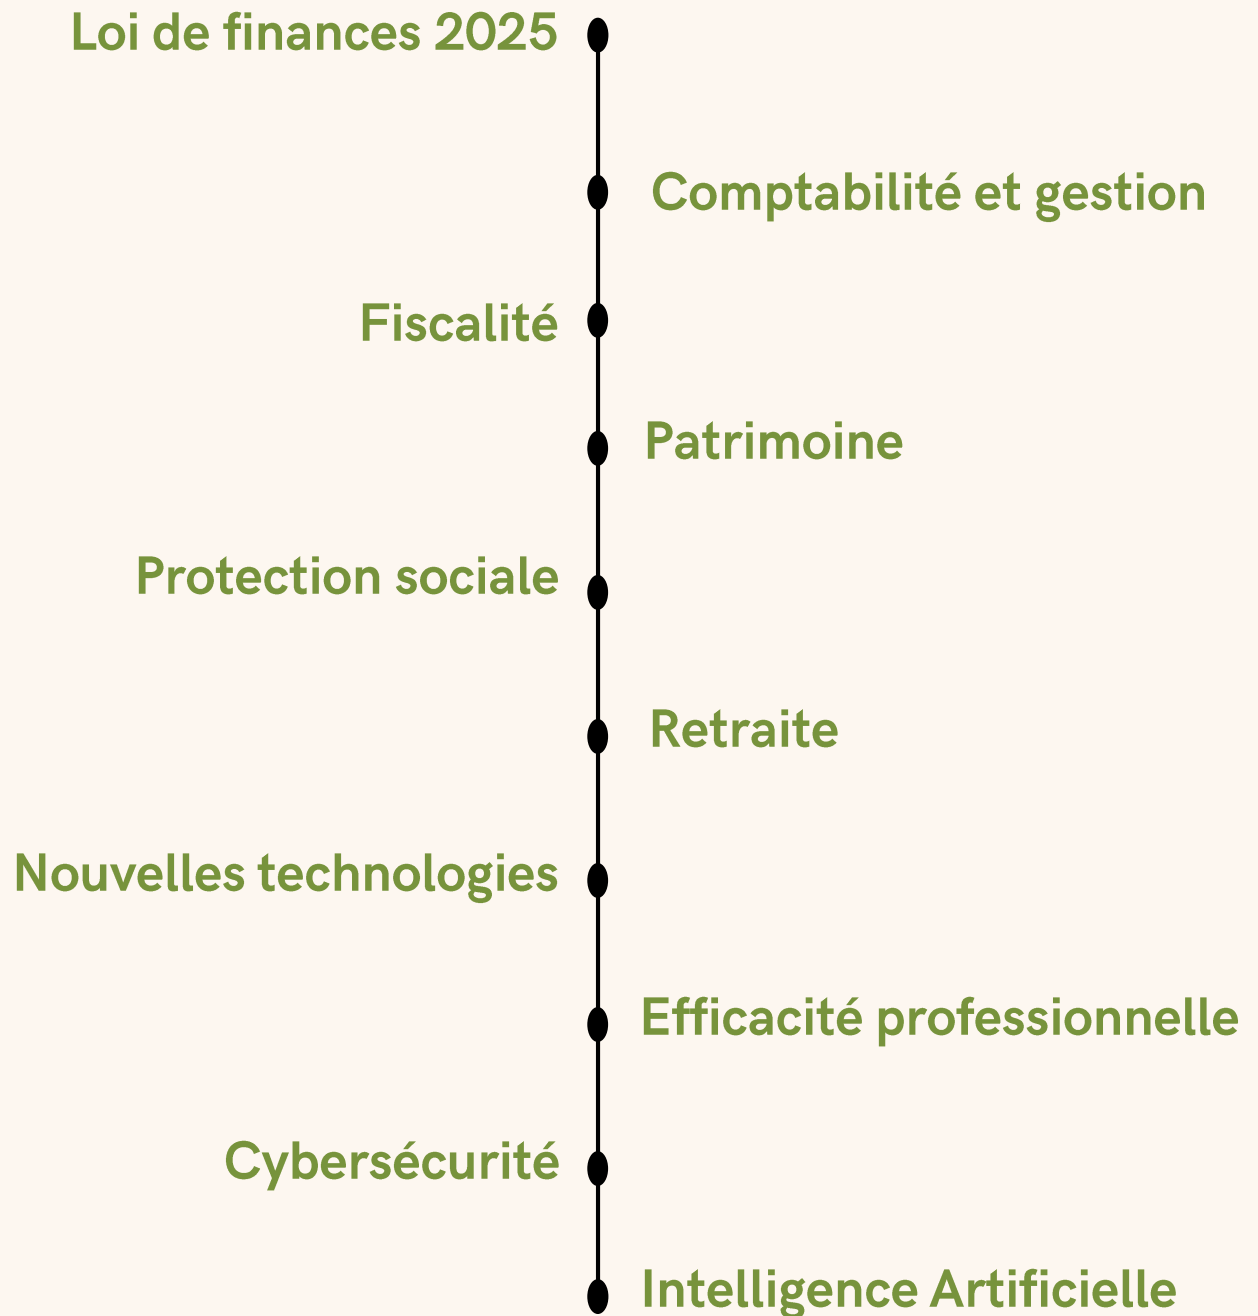 Loi de finances 2025
Comptabilité et gestion
Fiscalité
Patrimoine
Protection sociale
Retraite
Nouvelles technologies
Efficacité professionnelle
Cybersécurité
Intelligence Artificielle